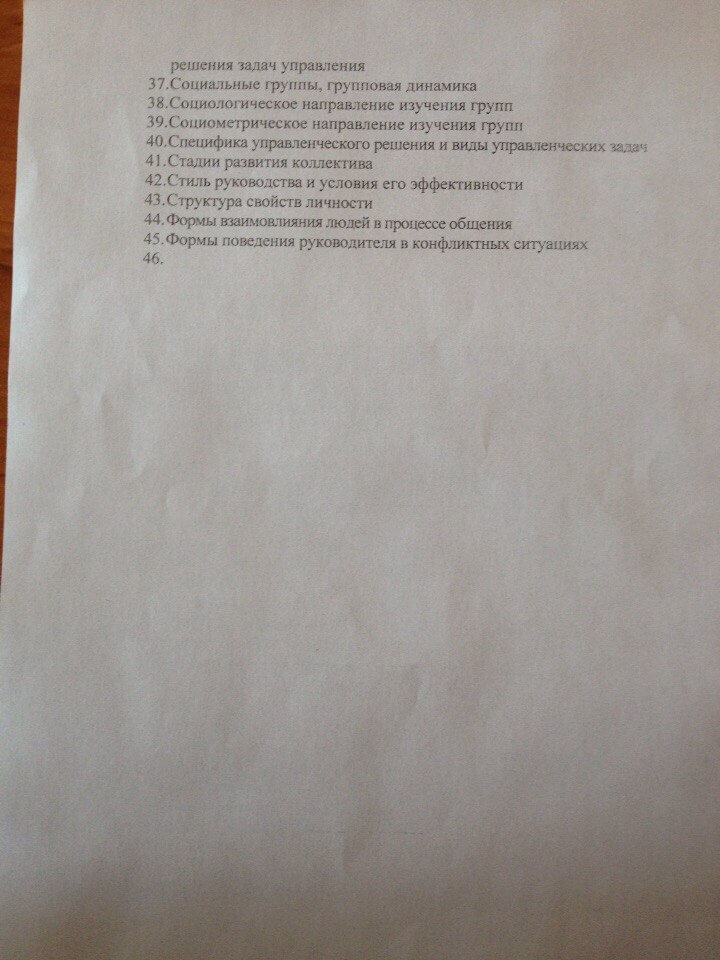 решения задач управления
37.Социальные группы, групповая динамика
38.Социологическое направление изучения групп
39.Социометрическое направление изучения групп
40.Специфика управленческого решения и виды управленческих задач
41.Стадии развития коллектива
42.Стиль руководства и условия его эффективности
43.Структура свойств личности
44.Формы взаимовлияния людей в процессе общения
45.Формы поведения руководителя в конфликтных ситуациях
46.